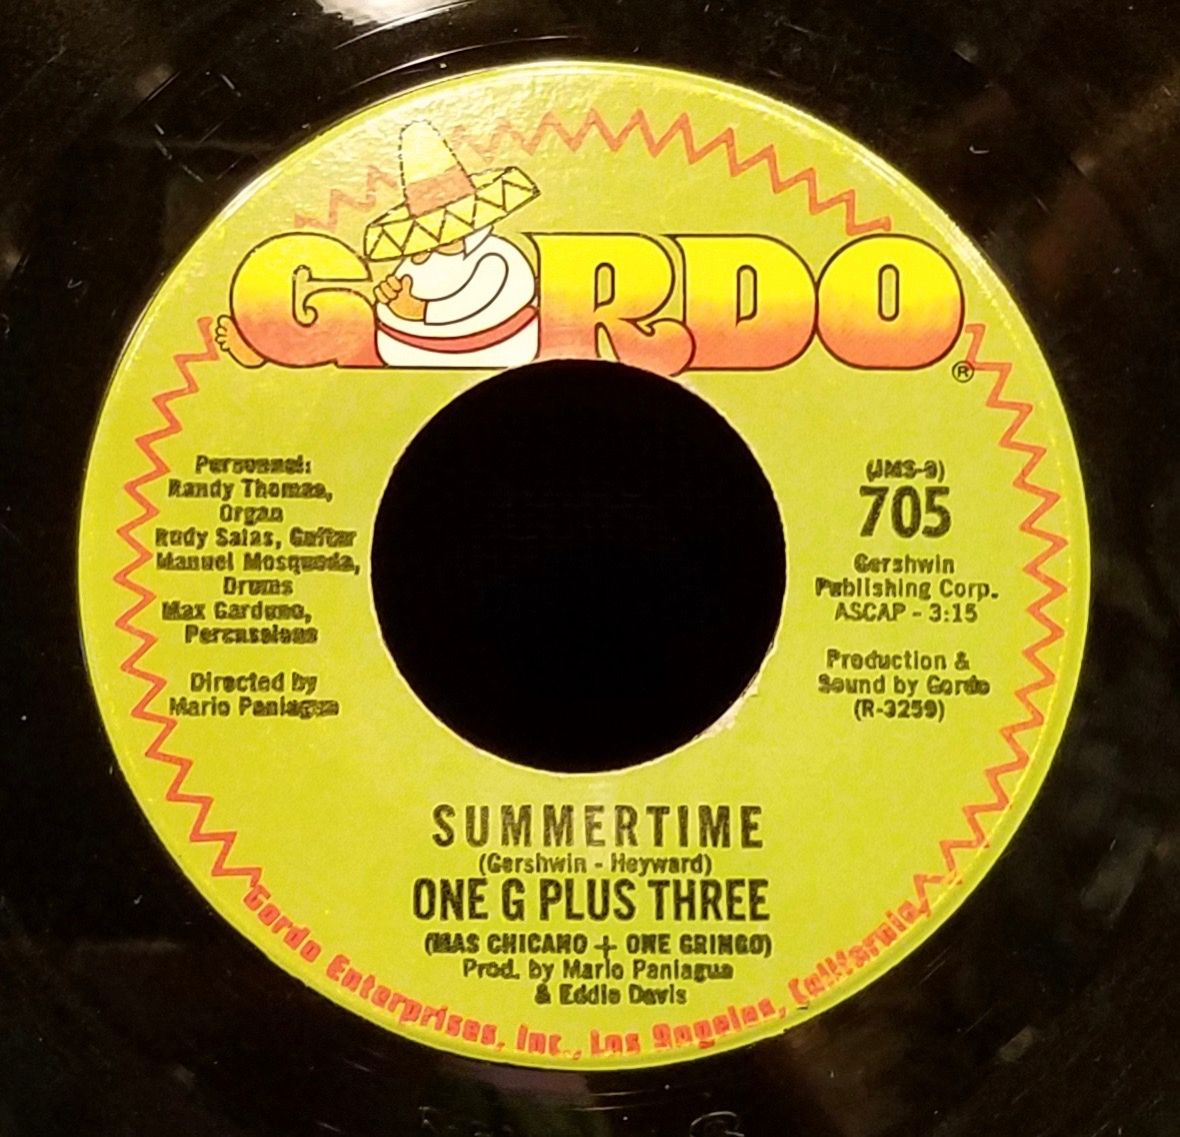 GORDO
®
Personnel:
Randy Thomas,
Organ
Rudy Salas, Guitar
Manuel Mosqueda,
Drums
Max Garduno,
Percussions
Directed by
Mario Paniagua
(JMS-9)
705
Gershwin
Publishing Corp.
ASCAP - 3:15
Production &
Sound by Gordo
(R-3259)
SUMMERTIME
(Gershwin - Heyward)
ONE G PLUS THREE
(MAS CHICANO + ONE GRINGO)
Prod. by Mario Paniagua
& Eddie Davis
Gordo Enterprises, Inc., Los Angeles, California